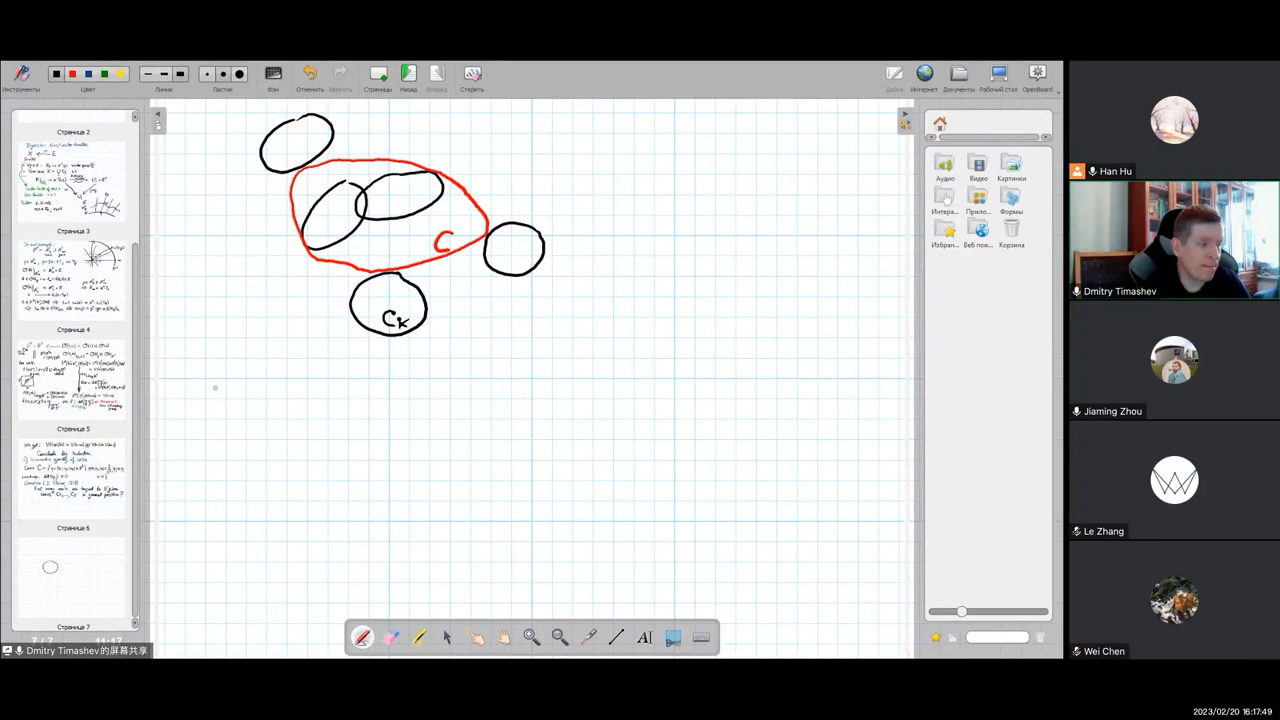 Инструменты
Цвет
Линия
Ластик
Фон
Отменить
Вернуть
Страницы
Назад
Вперед
Стереть
Доска
Интернет
Документы
Рабочий стол
OpenBoard
Страница 2
Страница 3
Страница 4
Страница 5
Страница 6
Страница 7
C
Cк
Аудио
Видео
Картинки
Интера...
Прило...
Формы
Избран...
Веб пои...
Корзина
Han Hu
Dmitry Timashev
Jiaming Zhou
Le Zhang
Wei Chen
Dmitry Timashev的屏幕共享
2023/02/20 16:17:49